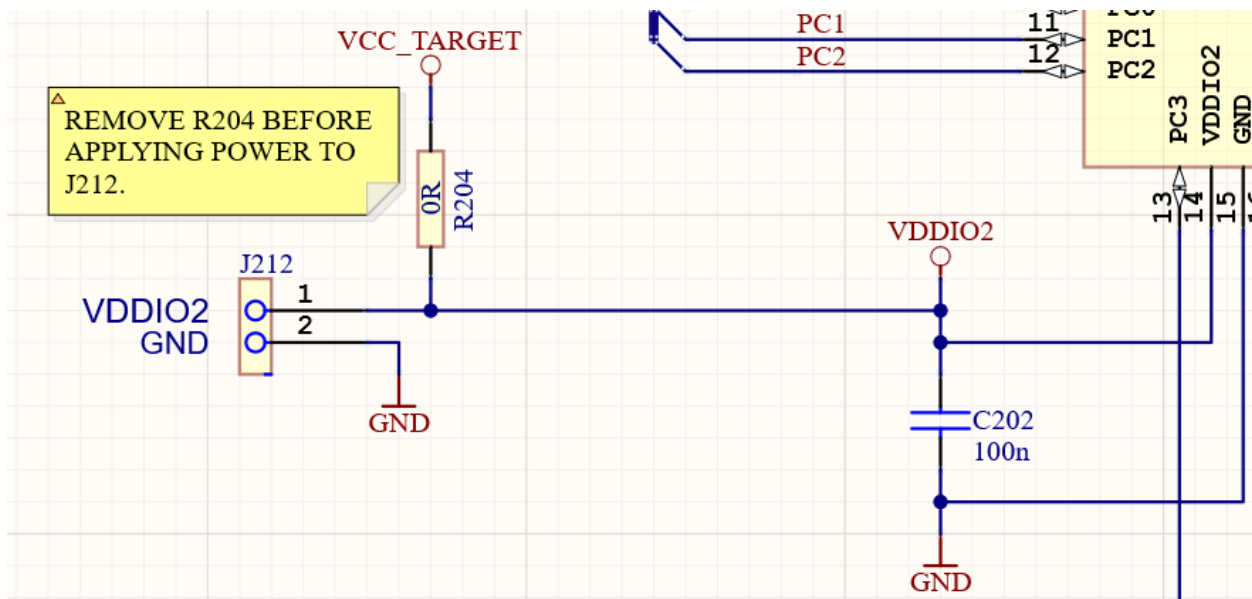 VCC_TARGET
REMOVE R204 BEFORE
APPLYING POWER TO
J212.
0R
R204
J212
VDDIO2
1
GND
2
GND
PC1
11
PC1
PC2
12
PC2
PC3
VDDIO2
GND
13
14
15
VDDIO2
C202
100n
GND